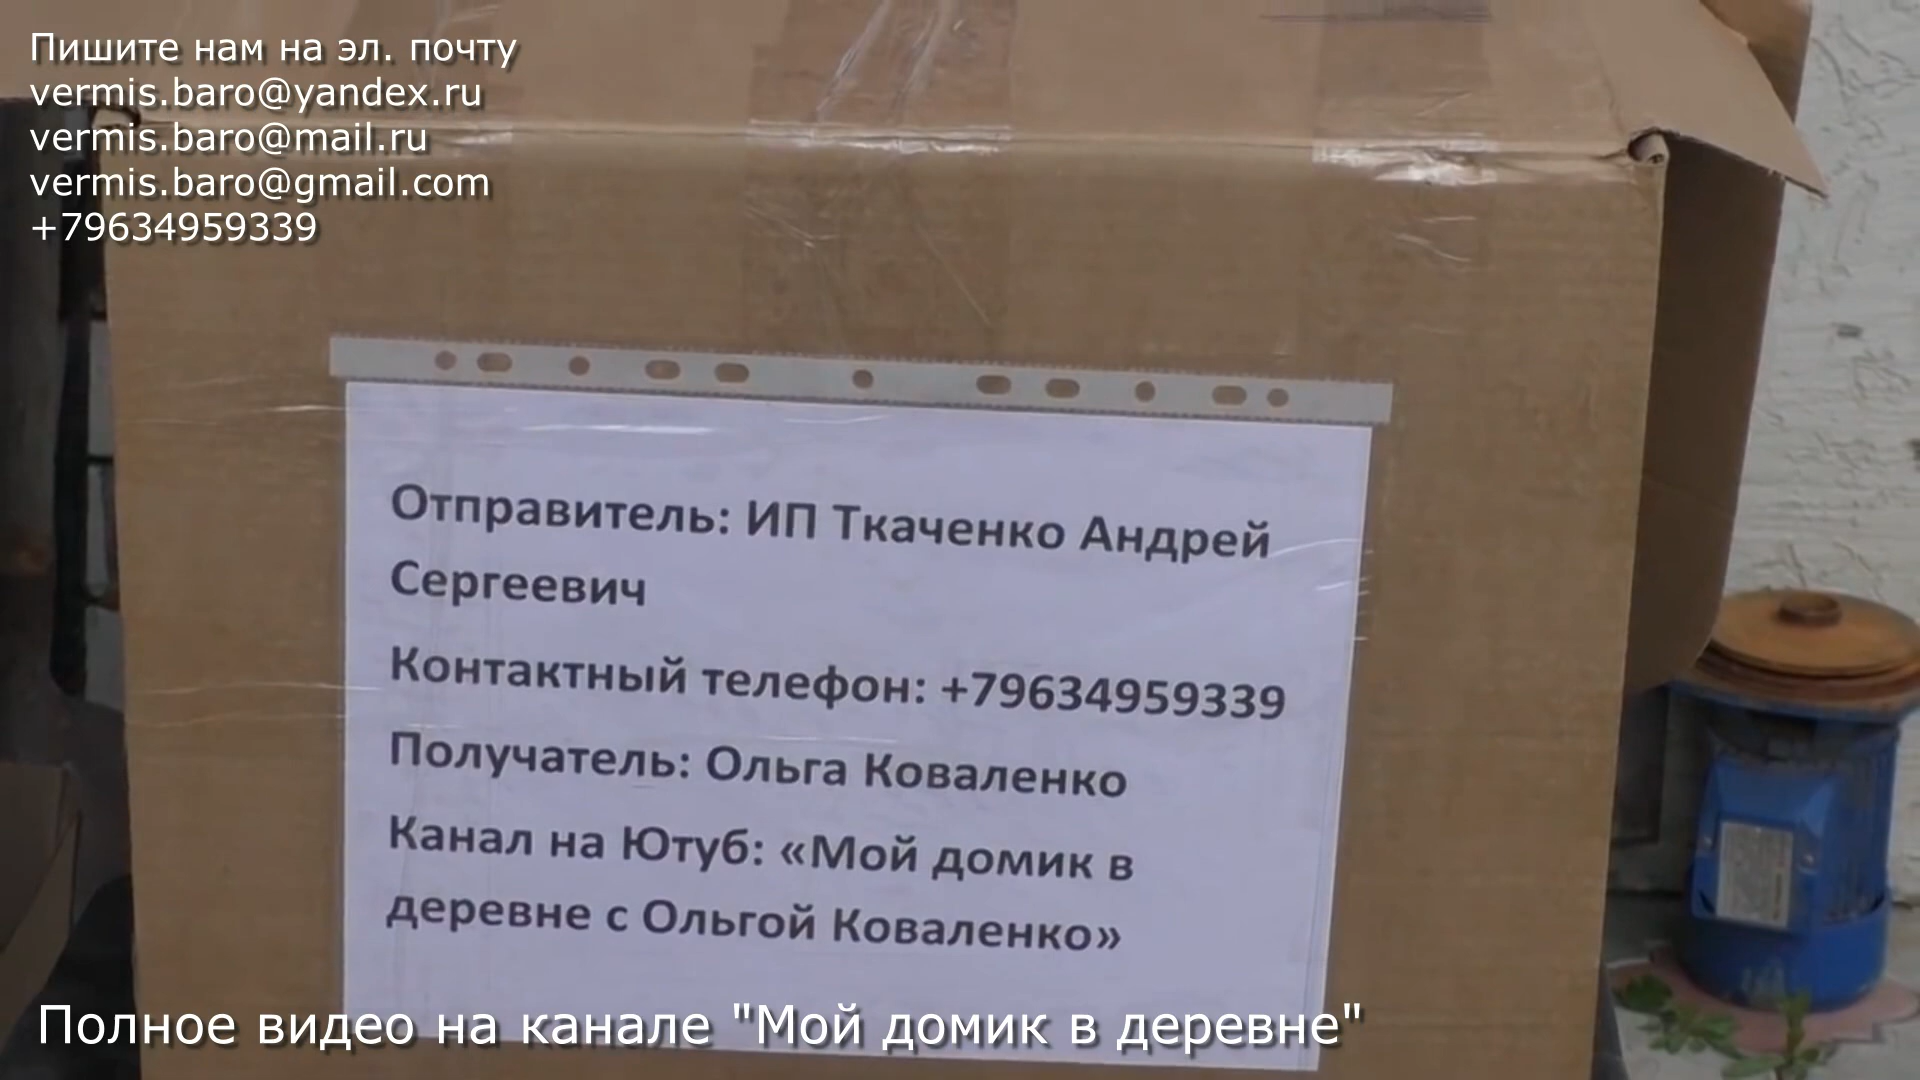 Пишите нам на эл. почту
vermis.baro@yandex.ru
vermis.baro@mail.ru
vermis.baro@gmail.com
+79634959339
Отправитель: ИП Ткаченко Андрей
Сергеевич
Контактный телефон: +79634959339
Получатель: Ольга Коваленко
Канал на Ютуб: «Мой домик в
деревне с Ольгой Коваленко»
Полное видео на канале "Мой домик в деревне"